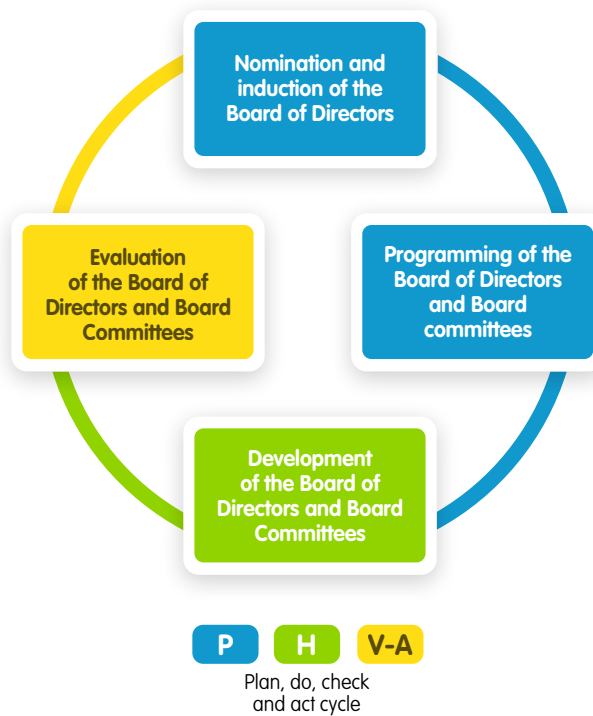 Nomination and
induction of the
Board of Directors
Evaluation
of the Board of
Directors and Board
Committees
Programming of the
Board of Directors
and Board
committees
Development
of the Board of
Directors and Board
Committees
P
H
V-A
Plan, do, check
and act cycle